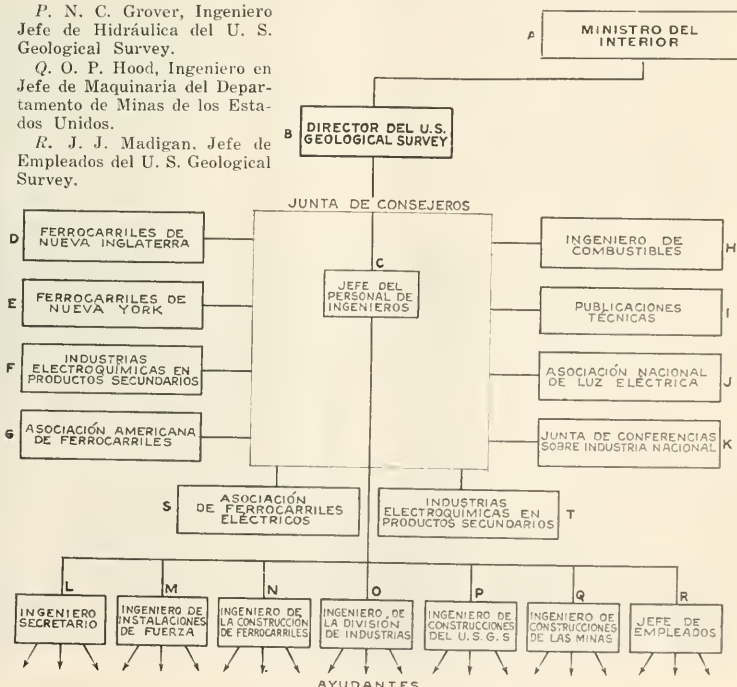 P. N. C. Grover, Ingeniero
Jefe de Hidráulica del U. S.
Geological Survey.
Q. O. P. Hood, Ingeniero en
Jefe de Maquinaria del Depar-
tamento de Minas de los Esta-
dos Unidos.
R. J. J. Madigan. Jefe de
Empleados del U. S. Geological
Survey.
A
MINISTRO DEL
INTERIOR
B
DIRECTOR DEL U.S.
GEOLOGICAL SURVEY
JUNTA DE CONSEJEROS
C
JEFE DEL
PERSONAL DE
INGENIEROS
D
FERROCARRILES DE
NUEVA INGLATERRA
E
FERROCARRILES DE
NUEVA YORK
F
INDUSTRIAS
ELECTROQUÍMICAS EN
PRODUCTOS SECUNDARIOS
G
ASOCIACIÓN AMERICANA
DE FERROCARRILES
INGENIERO DE
COMBUSTIBLES
H
PUBLICACIONES
TÉCNICAS
I
ASOCIACIÓN NACIONAL
DE LUZ ELÉCTRICA
J
JUNTA DE CONFERENCIAS
SOBRE INDUSTRIA NACIONAL
K
S
ASOCIACIÓN
DE FERROCARRILES
ELÉCTRICOS
INDUSTRIAS
ELECTROQUÍMICAS EN
PRODUCTOS SECUNDARIOS
T
L
INGENIERO
SECRETARIO
M
INGENIERO DE
INSTALACIONES
DE FUERZA
N
INGENIERO DE
LA CONSTRUCCIÓN
DE FERROCARRILES
O
INGENIERO, DE
LA DIVISIÓN
DE INDUSTRIAS
P
INGENIERO DE
CONSTRUCCIONES
DEL U.S.G.S
Q
INGENIERO DE
CONSTRUCCIONES
DE LAS MINAS
R
JEFE DE
EMPLEADOS
AYUDANTES